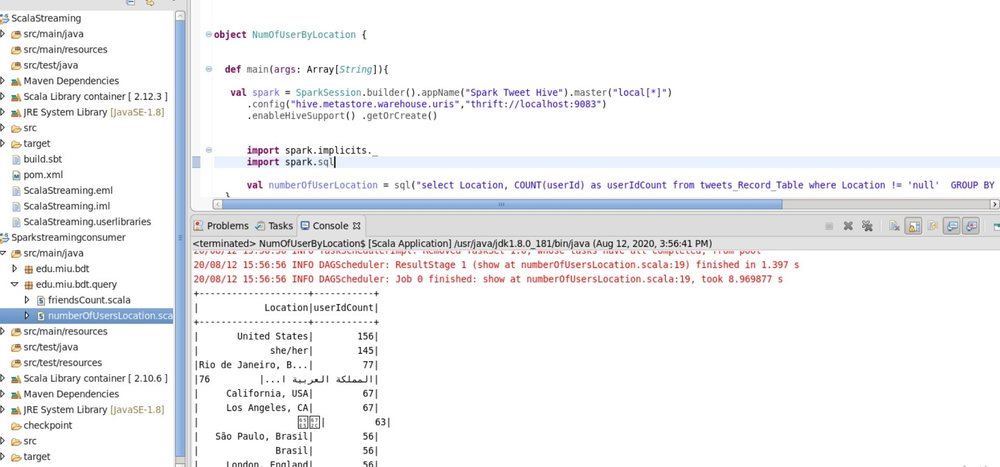 ScalaStreaming
src/main/java
src/main/resources
src/test/java
Maven Dependencies
Scala Library container [ 2.12.3 ]
JRE System Library [JavaSE-1.8]
src
target
build.sbt
pom.xml
ScalaStreaming.eml
ScalaStreaming.iml
ScalaStreaming.userlibraries
Sparkstreamingconsumer
src/main/java
edu.miu.bdt
edu.miu.bdt.query
friendsCount.scala
numberOfUsersLocation.sca
src/main/resources
src/test/java
src/test/resources
Scala Library container [ 2.10.6 ]
Maven Dependencies
JRE System Library [JavaSE-1.8]
checkpoint
src
target
object NumOfUserByLocation {
def main(args: Array[String]){
val spark = SparkSession.builder().appName("Spark Tweet Hive").master("local[*]")
.config("hive.metastore.warehouse.uris","thrift://localhost:9083")
.enableHiveSupport() .getOrCreate()
import spark.implicits._
import spark.sql
val numberOfUserLocation = sql("select Location, COUNT(userId) as userIdCount from tweets_Record_Table where Location != 'null'  GROUP BY
}
Problems Tasks Console
<terminated> NumOfUserByLocation$ [Scala Application] /usr/java/jdk1.8.0_181/bin/java (Aug 12, 2020, 3:56:41 PM)
20/08/12 15:56:56 INFO TaskSchedulerImpl: Removed TaskSet 1.0, whose tasks have all completed, from pool
20/08/12 15:56:56 INFO DAGScheduler: ResultStage 1 (show at numberOfUsersLocation.scala:19) finished in 1.397 s
20/08/12 15:56:56 INFO DAGScheduler: Job 0 finished: show at numberOfUsersLocation.scala:19, took 8.969877 s
+--------------------+-----------+
|            Location|userIdCount|
+--------------------+-----------+
|       United States|        156|
|             she/her|        145|
|Rio de Janeiro, B...|         77|
|المملكة العربية ا...|         76|
|     California, USA|         67|
|     Los Angeles, CA|         67|
|                    |         63|
|   São Paulo, Brasil|         56|
|              Brasil|         56|
|     London, England|         56|